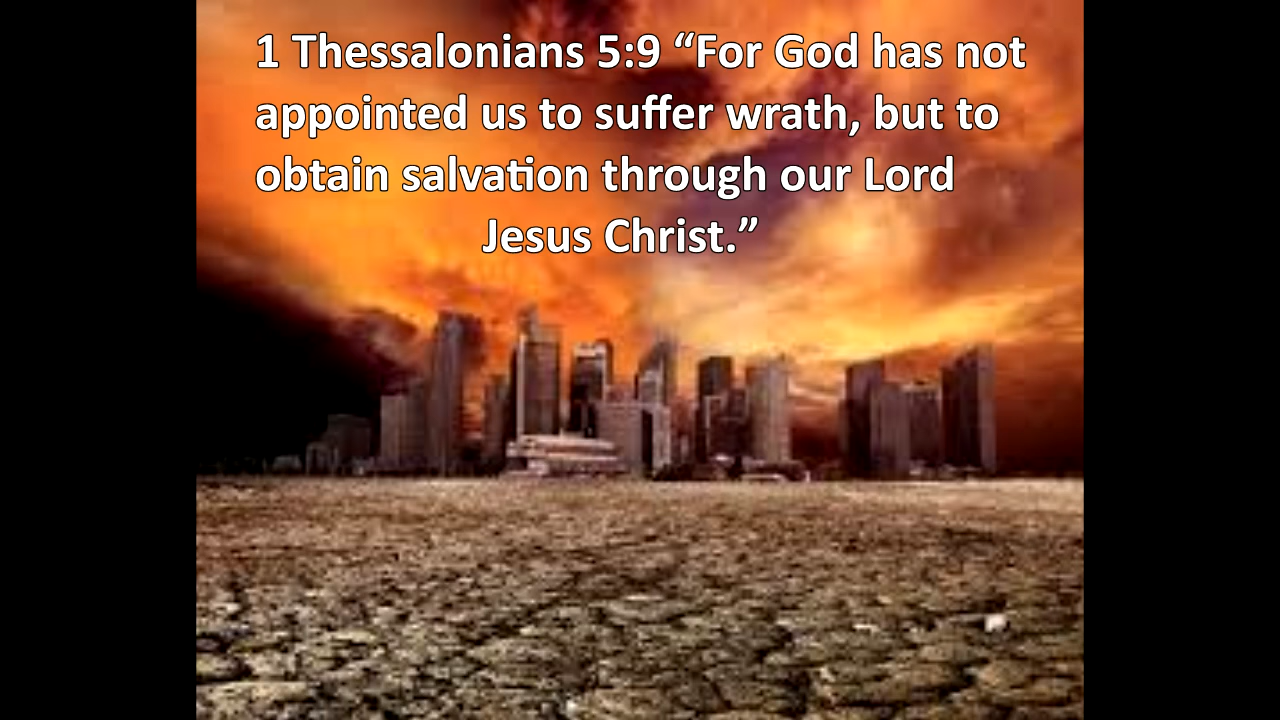 1 Thessalonians 5:9 “For God has not
appointed us to suffer wrath, but to
obtain salvation through our Lord
Jesus Christ.”